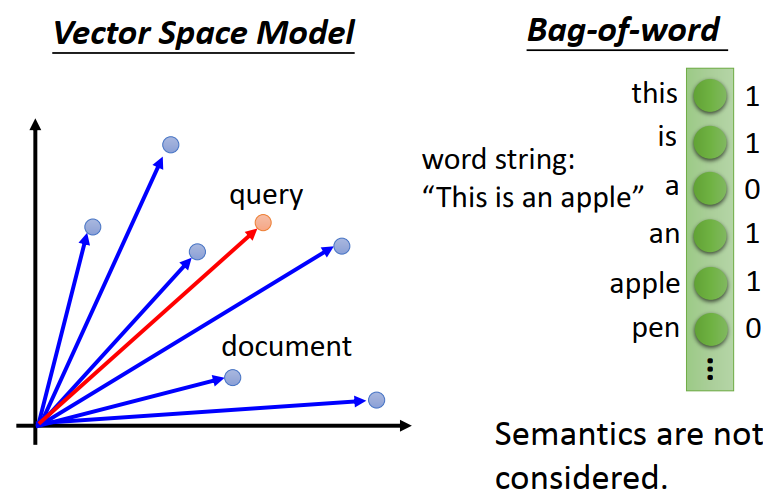 Vector Space Model
query
document
Bag-of-word
word string:
“This is an apple”
this 1
is 1
a 0
an 1
apple 1
pen 0
...
Semantics are not
considered.